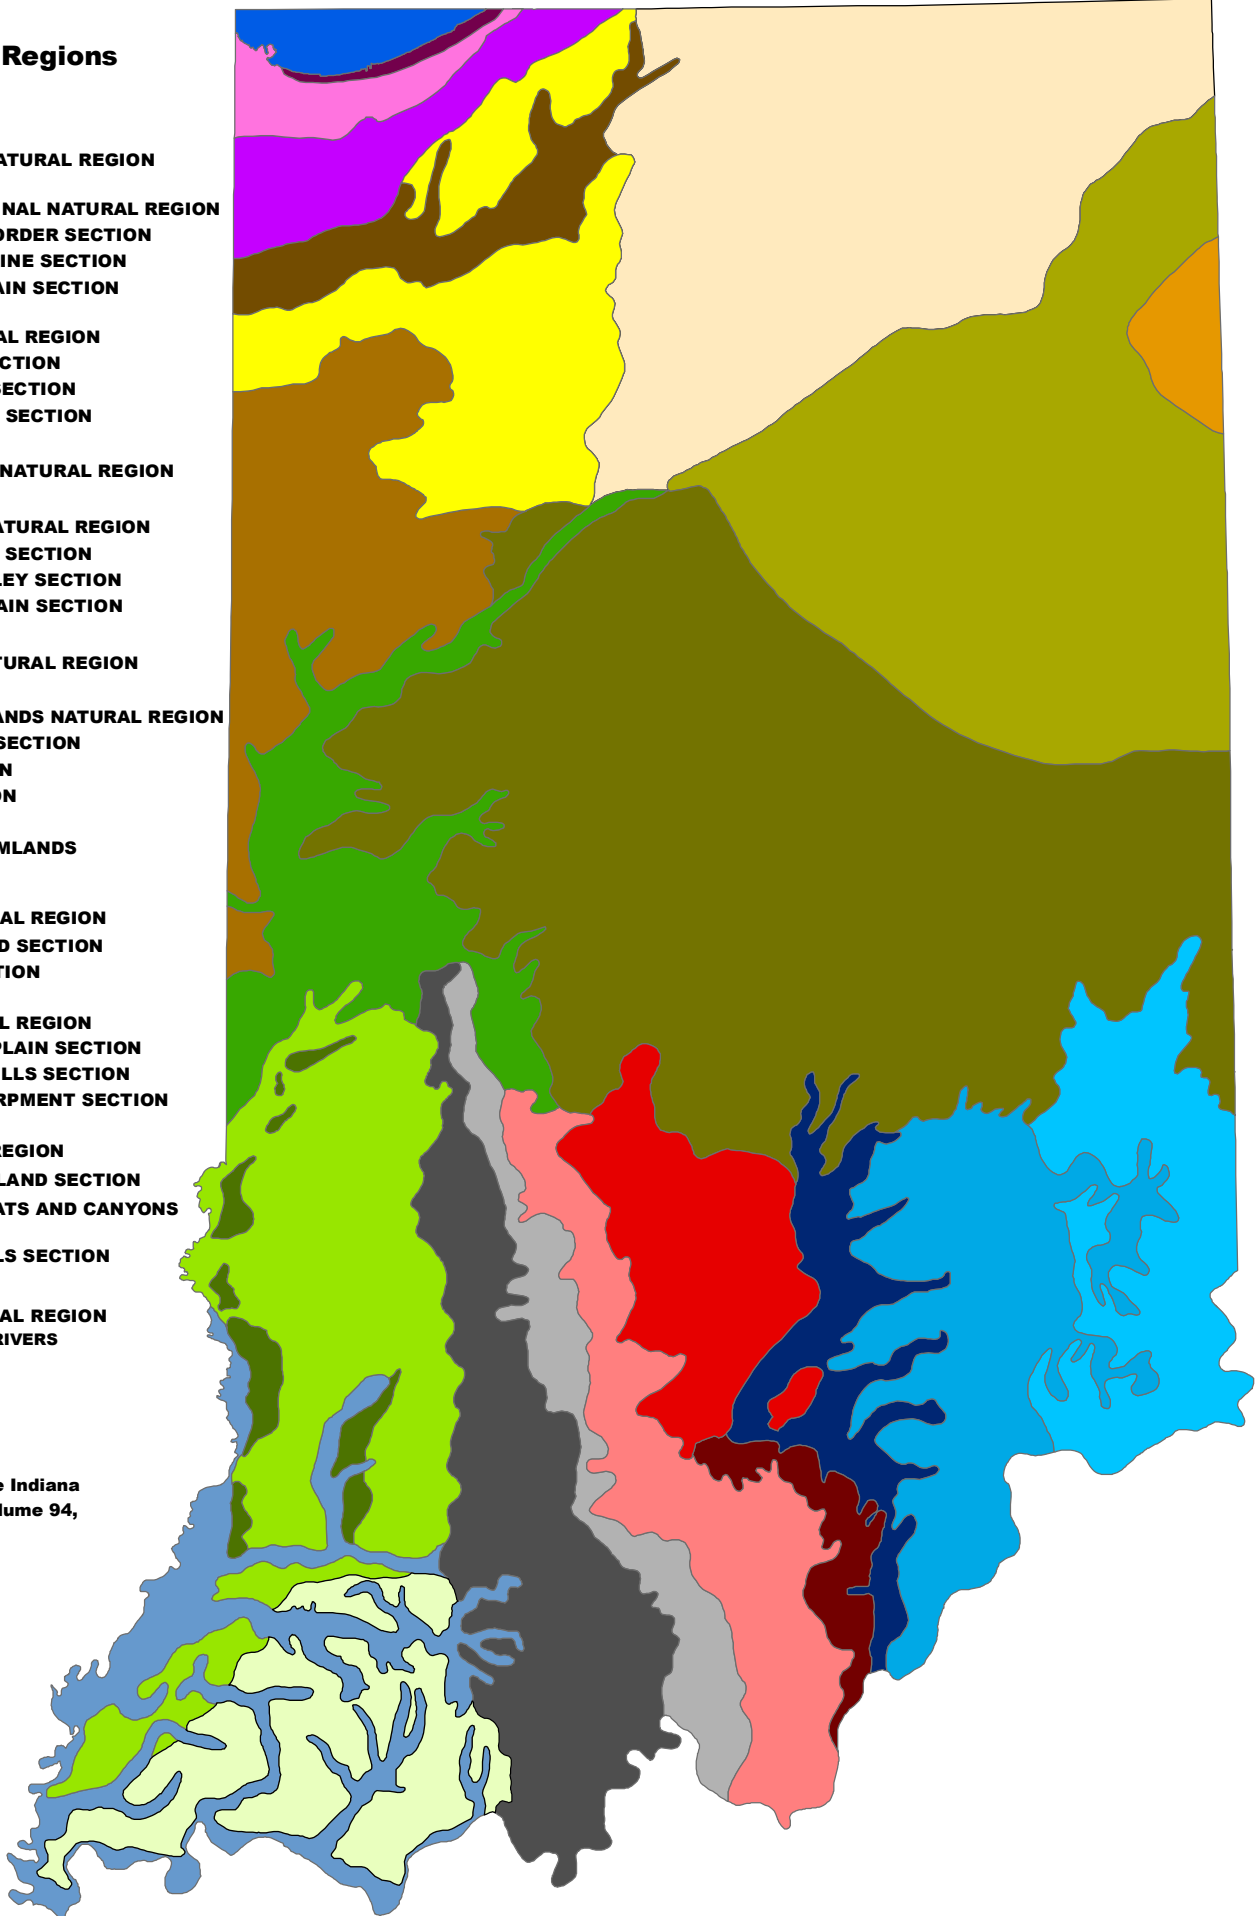 Regions
ATURAL REGION
NAL NATURAL REGION
ORDER SECTION
INE SECTION
AIN SECTION
AL REGION
CTION
SECTION
SECTION
NATURAL REGION
ATURAL REGION
SECTION
LEY SECTION
AIN SECTION
TURAL REGION
ANDS NATURAL REGION
SECTION
N
ON
MLANDS
AL REGION
D SECTION
TION
L REGION
PLAIN SECTION
ILLS SECTION
RPMENT SECTION
REGION
LAND SECTION
ATS AND CANYONS
LS SECTION
AL REGION
RIVERS
e Indiana
lume 94,